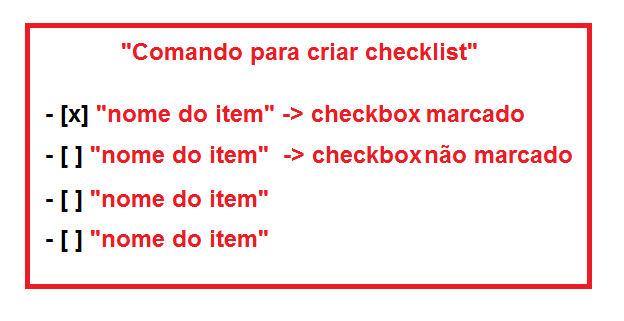 "Comando para criar checklist"
- [x] "nome do item" -> checkbox marcado
- [ ] "nome do item" -> checkbox não marcado
- [ ] "nome do item"
- [ ] "nome do item"